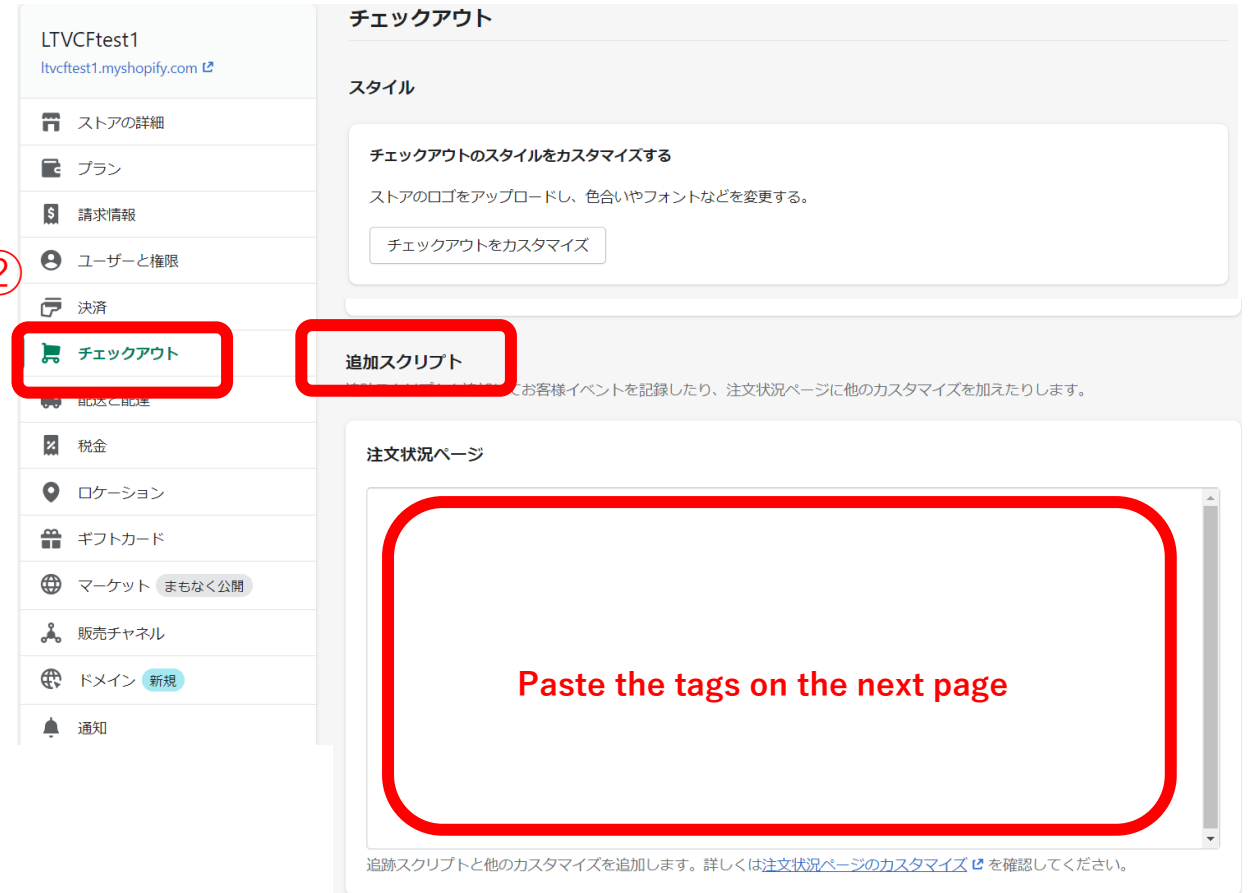 LTVCFtest1
ltvcftest1.myshopify.com
ストアの詳細
プラン
請求情報
ユーザーと権限
②
決済
チェックアウト
配送と配達
税金
ロケーション
ギフトカード
マーケット まもなく公開
販売チャネル
ドメイン 新規
通知
チェックアウト
スタイル
チェックアウトのスタイルをカスタマイズする
ストアのロゴをアップロードし、色合いやフォントなどを変更する。
チェックアウトをカスタマイズ
追加スクリプト
てお客様イベントを記録したり、注文状況ページに他のカスタマイズを加えたりします。
注文状況ページ
Paste the tags on the next page
追跡スクリプトと他のカスタマイズを追加します。詳しくは注文状況ページのカスタマイズ を確認してください。